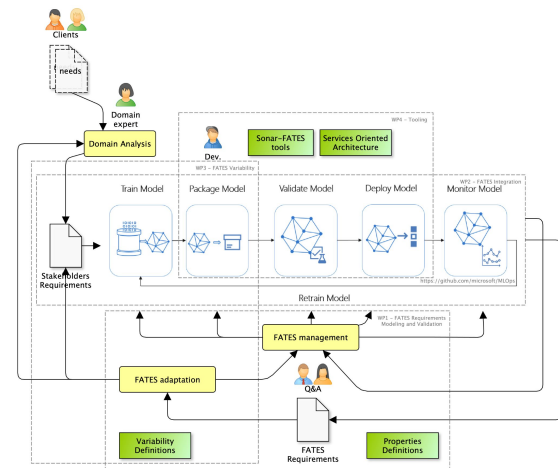 Clients
needs
Domain
expert
Domain Analysis
Dev.
Sonar-FATES
tools
Services Oriented
Architecture
WP4 - Tooling
WP3 - FATES Variability
WP2 - FATES Integration
Train Model
Package Model
Validate Model
Deploy Model
Monitor Model
Stakeholders
Requirements
https://github.com/microsoft/MLOps
Retrain Model
WP1 - FATES Requirements
Modeling and Validation
FATES management
FATES adaptation
Q&A
Variability
Definitions
FATES
Requirements
Properties
Definitions